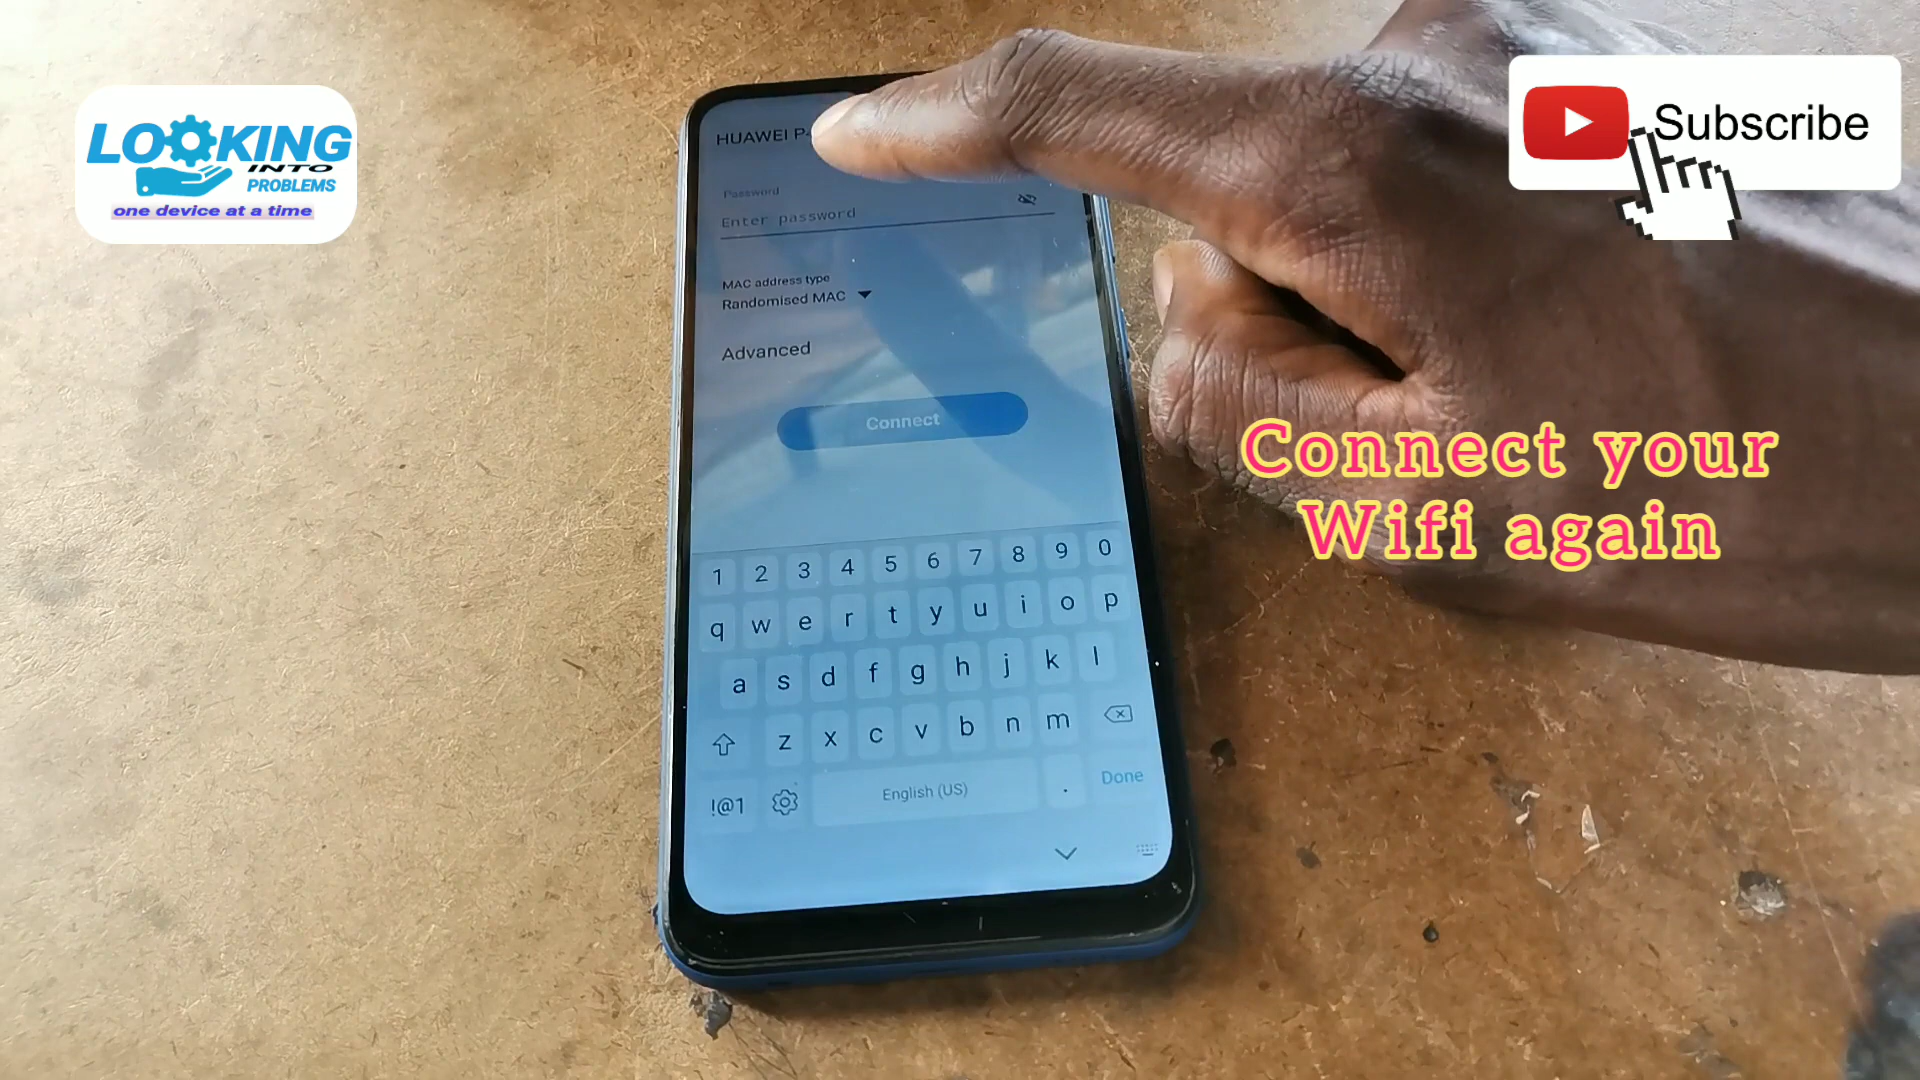 LOOKING
INTO
PROBLEMS
one device at a time
Subscribe
HUAWEI
Password
Enter password
MAC address type
Randomised MAC
Advanced
Connect
Connect your
Wifi again
1 2 3 4 5 6 7 8 9 0
q w e r t y u i o p
a s d f g h j k l
z x c v b n m
!@1 English (US) . Done